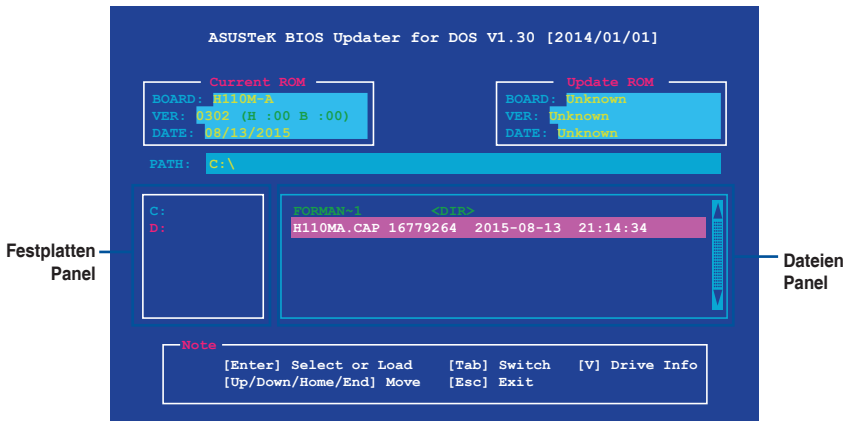 ASUSTeK BIOS Updater for DOS V1.30 [2014/01/01]
Current ROM
BOARD: H110M-A
VER: 0302 (H :00 B :00)
DATE: 08/13/2015
Update ROM
BOARD: Unknown
VER: Unknown
DATE: Unknown
PATH: C:\
C:
D:
FORMAN~1 <DIR>
H110MA.CAP 16779264 2015-08-13 21:14:34
Festplatten
Panel
Dateien
Panel
Note
[Enter] Select or Load [Tab] Switch [V] Drive Info
[Up/Down/Home/End] Move [Esc] Exit